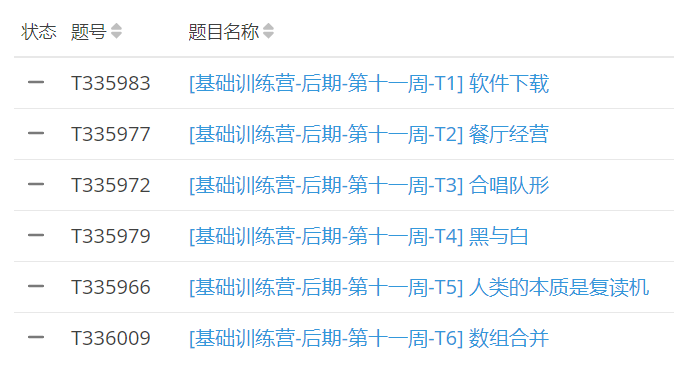 状态 题号 题目名称
T335983 [基础训练营-后期-第十一周-T1] 软件下载
T335977 [基础训练营-后期-第十一周-T2] 餐厅经营
T335972 [基础训练营-后期-第十一周-T3] 合唱队形
T335979 [基础训练营-后期-第十一周-T4] 黑与白
T335966 [基础训练营-后期-第十一周-T5] 人类的本质是复读机
T336009 [基础训练营-后期-第十一周-T6] 数组合并